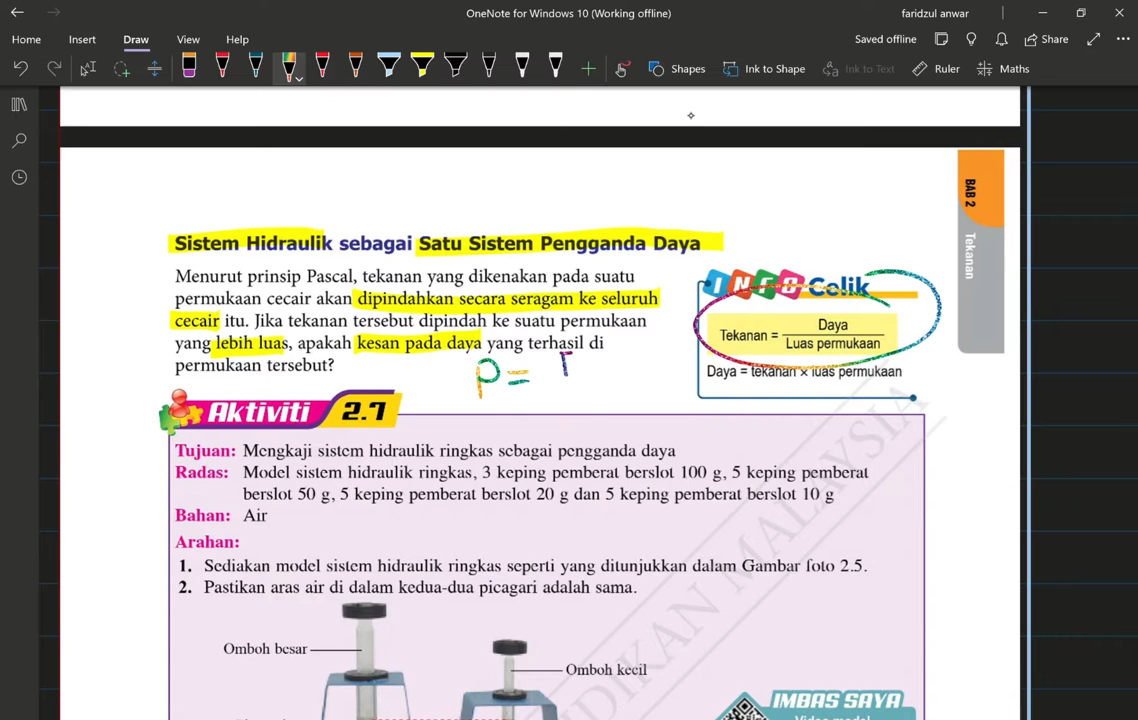 OneNote for Windows 10 (Working offline)
faridzul anwar
Home Insert Draw View Help
Saved offline
Share
Shapes
Ink to Shape
Ink to Text
Ruler
Maths
BAB 2
Tekanan
Sistem Hidraulik sebagai Satu Sistem Pengganda Daya
Menurut prinsip Pascal, tekanan yang dikenakan pada suatu
permukaan cecair akan dipindahkan secara seragam ke seluruh
cecair itu. Jika tekanan tersebut dipindah ke suatu permukaan
yang lebih luas, apakah kesan pada daya yang terhasil di
permukaan tersebut?
P =
INFO Celik
Tekanan = Daya / Luas permukaan
Daya = tekanan × luas permukaan
Aktiviti 2.7
Tujuan: Mengkaji sistem hidraulik ringkas sebagai pengganda daya
Radas: Model sistem hidraulik ringkas, 3 keping pemberat berslot 100 g, 5 keping pemberat
berslot 50 g, 5 keping pemberat berslot 20 g dan 5 keping pemberat berslot 10 g
Bahan: Air
Arahan:
1. Sediakan model sistem hidraulik ringkas seperti yang ditunjukkan dalam Gambar foto 2.5.
2. Pastikan aras air di dalam kedua-dua picagari adalah sama.
Omboh besar
Omboh kecil
IMBAS SAYA
Video model
DIKAN MALAYSIA